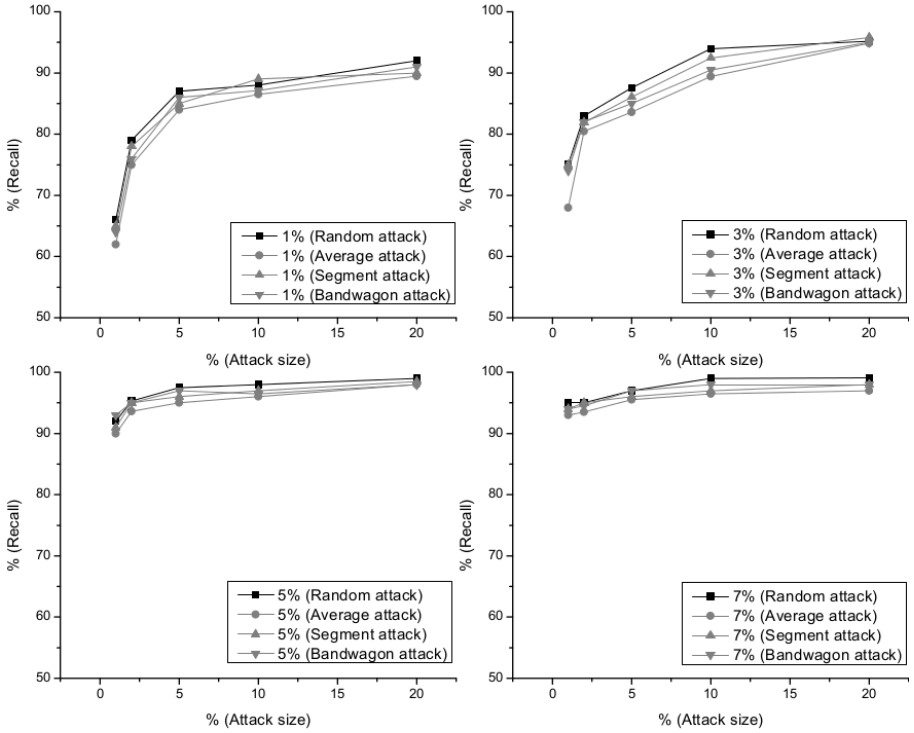 100
90
80
70
60
50
% (Recall)
1% (Random attack)
1% (Average attack)
1% (Segment attack)
1% (Bandwagon attack)
0 5 10 15 20
% (Attack size)
100
90
80
70
60
50
% (Recall)
3% (Random attack)
3% (Average attack)
3% (Segment attack)
3% (Bandwagon attack)
0 5 10 15 20
% (Attack size)
100
90
80
70
60
50
% (Recall)
5% (Random attack)
5% (Average attack)
5% (Segment attack)
5% (Bandwagon attack)
0 5 10 15 20
% (Attack size)
100
90
80
70
60
50
% (Recall)
7% (Random attack)
7% (Average attack)
7% (Segment attack)
7% (Bandwagon attack)
0 5 10 15 20
% (Attack size)